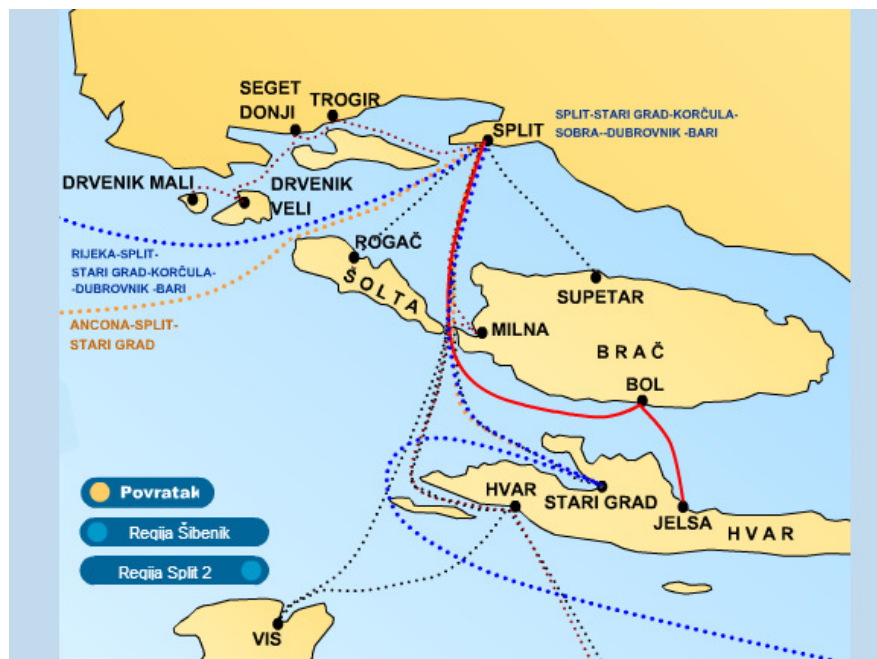 SEGET
DONJI
TROGIR
SPLIT
SPLIT-STARI GRAD-KORČULA-
SOBRA--DUBROVNIK -BARI
DRVENIK MALI
DRVENIK
VELI
RIJEKA-SPLIT-
STARI GRAD-KORČULA-
-DUBROVNIK -BARI
ANCONA-SPLIT-
STARI GRAD
ROGAČ
ŠOLTA
SUPETAR
MILNA
BRAČ
BOL
HVAR
STARI GRAD
JELSA
HVAR
Povratak
Regija Šibenik
Regija Split 2
VIS